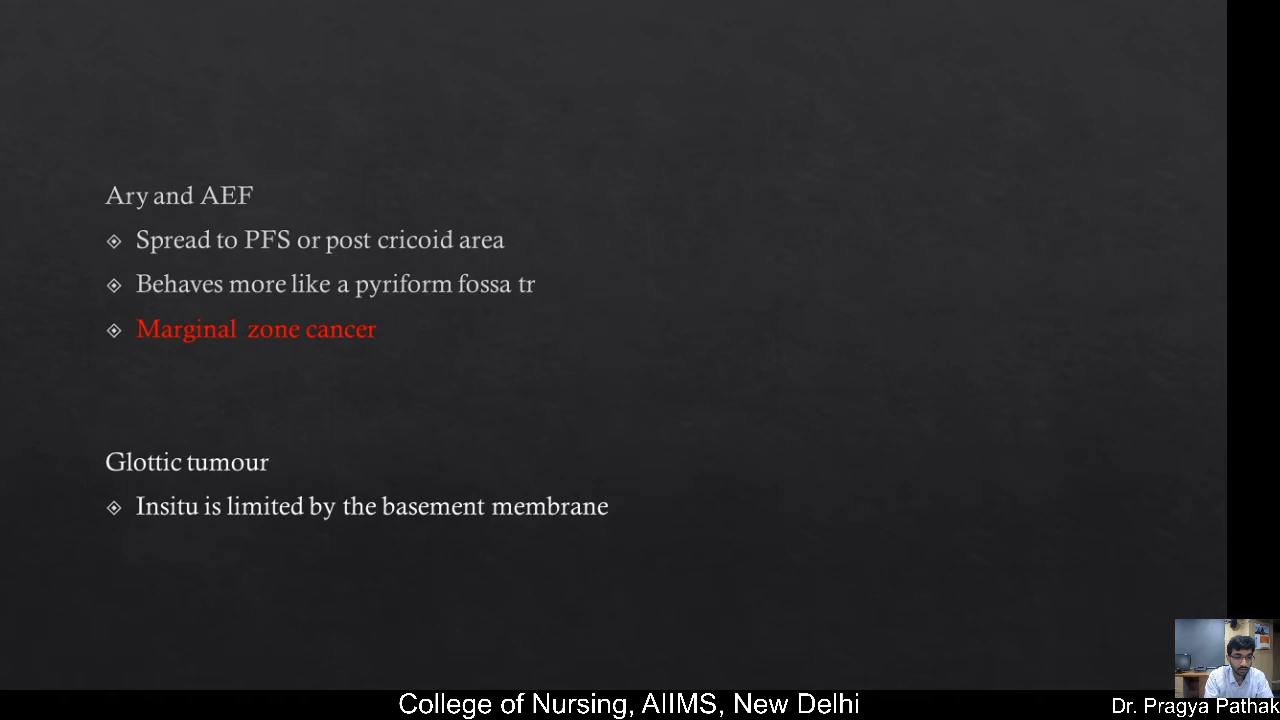 Ary and AEF
Spread to PFS or post cricoid area
Behaves more like a pyriform fossa tr
Marginal zone cancer
Glottic tumour
Insitu is limited by the basement membrane
College of Nursing, AIIMS, New Delhi
Dr. Pragya Pathak